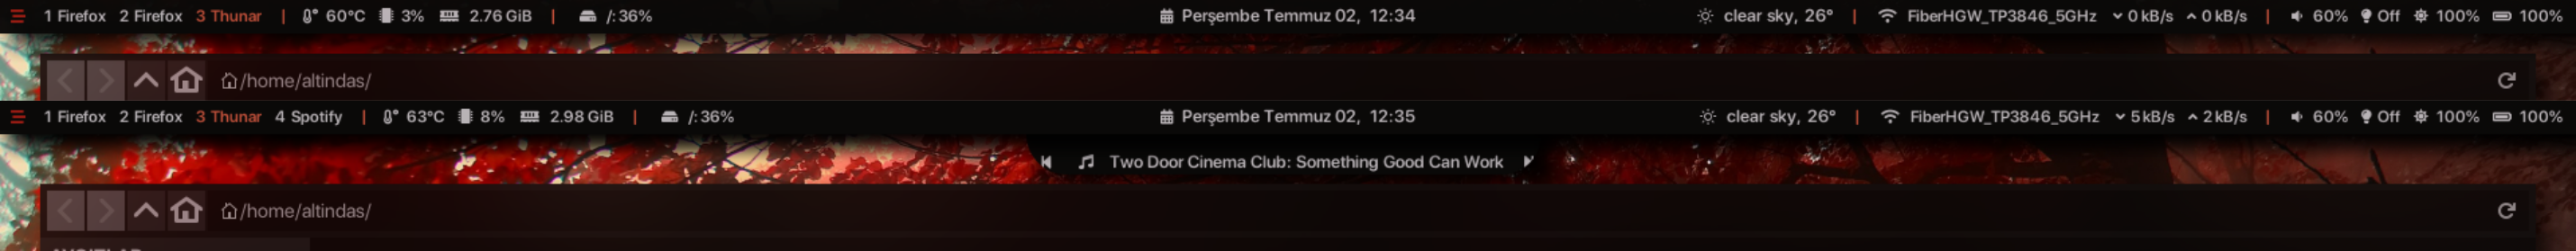 1 Firefox 2 Firefox 3 Thunar | 60°C 3% 2.76 GiB | /: 36% Perşembe Temmuz 02, 12:34 clear sky, 26° | FiberHGW_TP3846_5GHz 0 kB/s 0 kB/s | 60% Off 100% 100%
/home/altindas/
1 Firefox 2 Firefox 3 Thunar 4 Spotify | 63°C 8% 2.98 GiB | /: 36% Perşembe Temmuz 02, 12:35 clear sky, 26° | FiberHGW_TP3846_5GHz 5 kB/s 2 kB/s | 60% Off 100% 100%
Two Door Cinema Club: Something Good Can Work
/home/altindas/